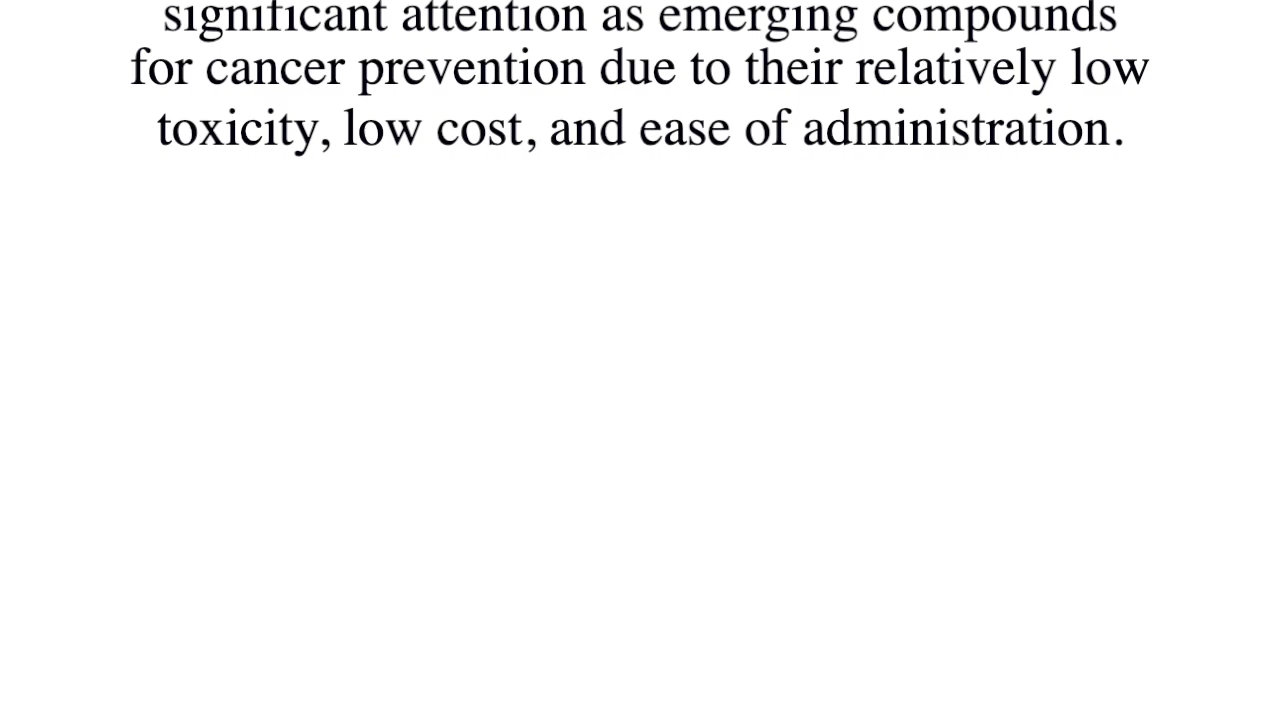 significant attention as emerging compounds
for cancer prevention due to their relatively low
toxicity, low cost, and ease of administration.